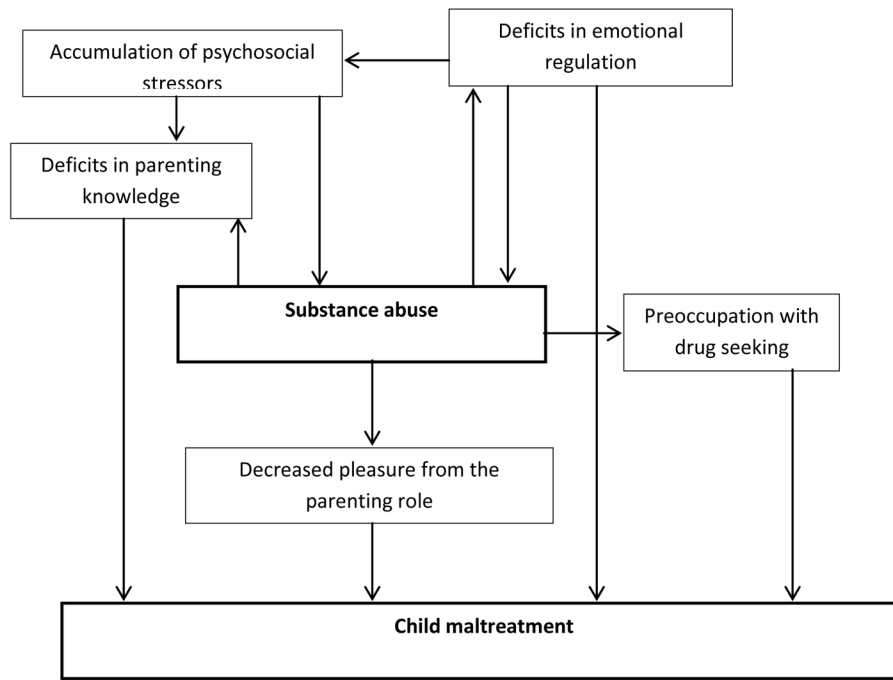 Accumulation of psychosocial
stressors
Deficits in emotional
regulation
Deficits in parenting
knowledge
Substance abuse
Preoccupation with
drug seeking
Decreased pleasure from the
parenting role
Child maltreatment